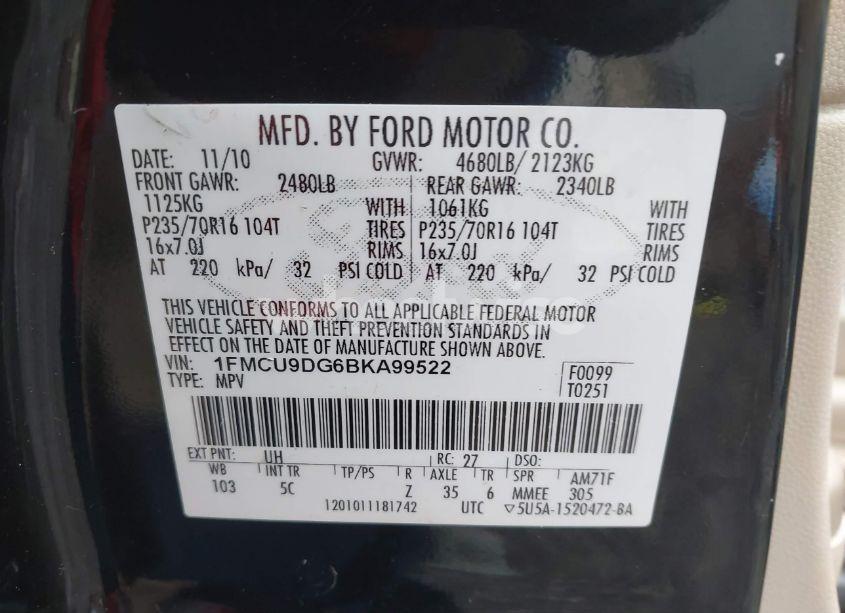 MFD. BY FORD MOTOR CO.
DATE: 11/10 GVWR: 4680LB/ 2123KG
FRONT GAWR: 2480LB REAR GAWR: 2340LB
1125KG WITH 1061KG WITH
P235/70R16 104T TIRES P235/70R16 104T TIRES
16x7.0J RIMS 16x7.0J RIMS
AT 220 kPa/ 32 PSI COLD AT 220 kPa/ 32 PSI COLD
THIS VEHICLE CONFORMS TO ALL APPLICABLE FEDERAL MOTOR
VEHICLE SAFETY AND THEFT PREVENTION STANDARDS IN
EFFECT ON THE DATE OF MANUFACTURE SHOWN ABOVE.
VIN: 1FMCU9DG6BKA99522 F0099
TYPE: MPV T0251
EXT PNT: UH RC: 27 DSO:
WB INT TR TP/PS R AXLE TR SPR AM71F
103 5C Z 35 6 MMEE 305
1201011181742 UTC ▽5U5A-1520472-BA